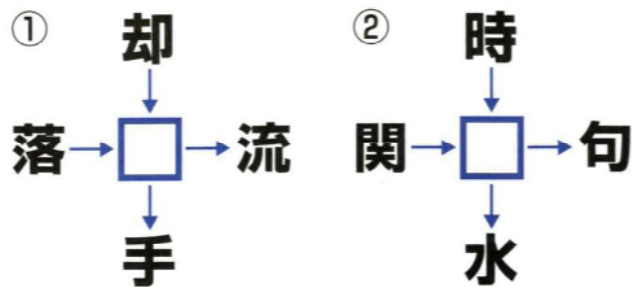 ① 却 ② 時
落 流 関 句
手 水